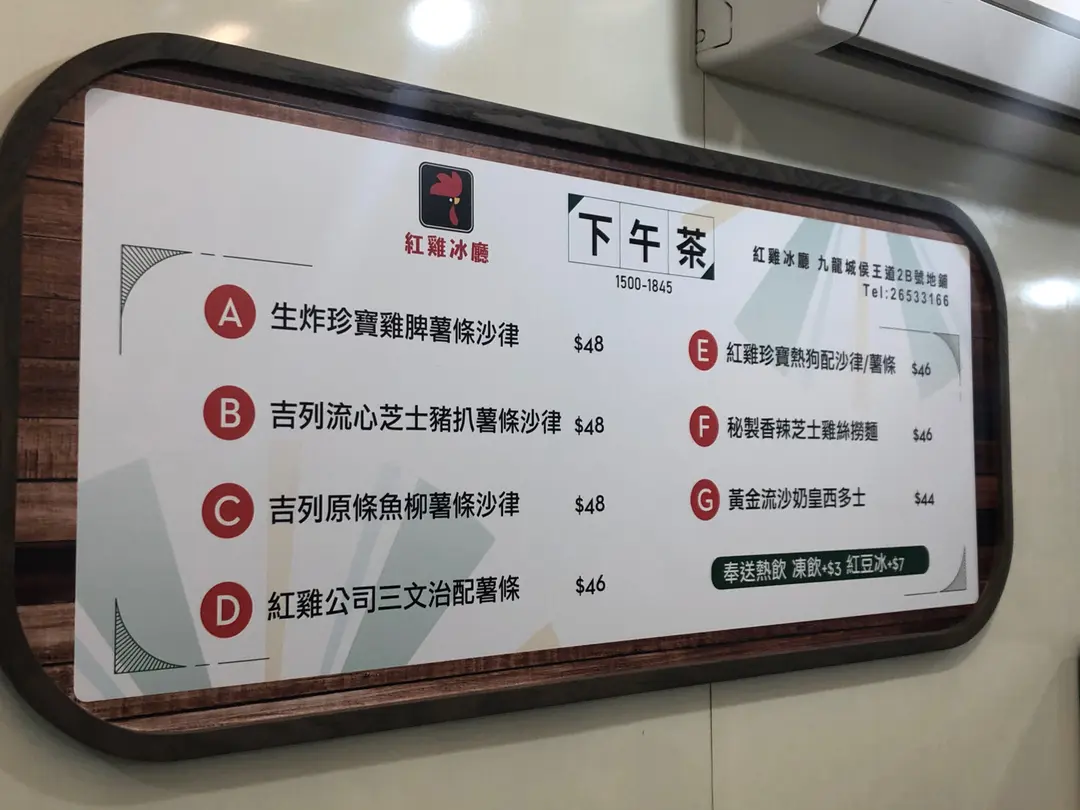 紅雞冰廳
下午茶
1500-1845
紅雞冰廳 九龍城侯王道2B號地舖
Tel:26533166
A 生炸珍寶雞脾薯條沙律 $48
B 吉列流心芝士豬扒薯條沙律 $48
C 吉列原條魚柳薯條沙律 $48
D 紅雞公司三文治配薯條 $46
E 紅雞珍寶熱狗配沙律/薯條 $46
F 秘製香辣芝士雞絲撈麵 $46
G 黃金流沙奶皇西多士 $44
奉送熱飲 凍飲+$3 紅豆冰+$7